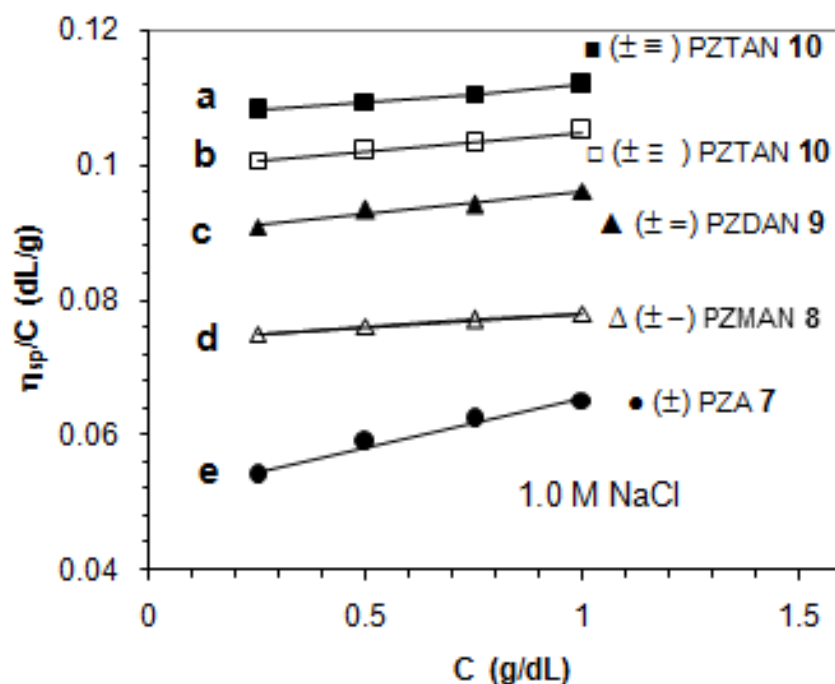 0.12
0.1
0.08
0.06
0.04
ηsp/C (dL/g)
a
b
c
d
e
■ (± ≡) PZTAN 10
□ (± Ξ ) PZTAN 10
▲ (± =) PZDAN 9
Δ (± −) PZMAN 8
● (±) PZA 7
1.0 M NaCl
0 0.5 1 1.5
C (g/dL)